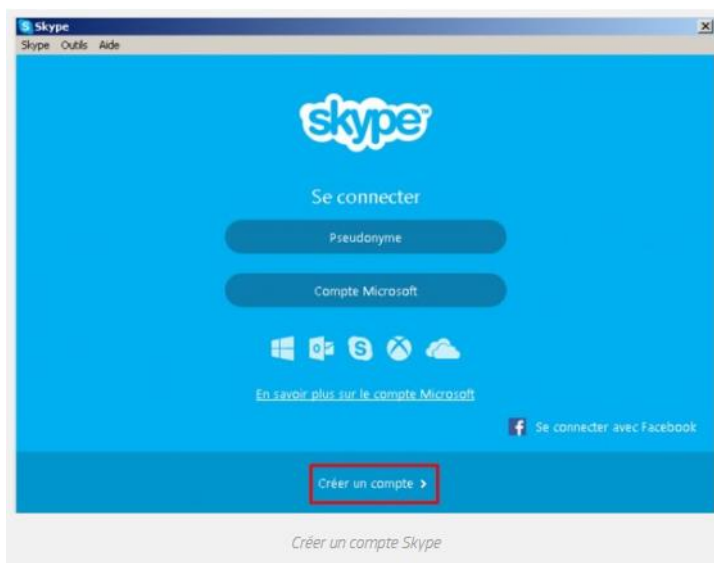 Skype
Skype Outils Aide
skype™
Se connecter
Pseudonyme
Compte Microsoft
En savoir plus sur le compte Microsoft
Se connecter avec Facebook
Créer un compte >
Créer un compte Skype